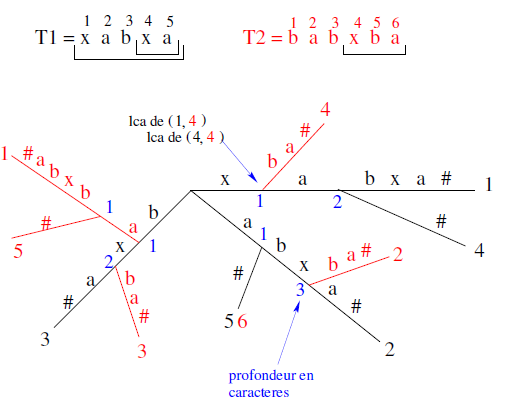 1 2 3 4 5
T1 = x a b x a
1 2 3 4 5 6
T2 = b a b x b a
lca de (1, 4 )
lca de (4, 4 )
4
#
a
b
1 # a b x b
x a b x a # 1
1 2
# 4
# 5
1
a
b
1
x
2
a
#
3
b
a
#
3
a
1
b
#
5 6
x
3
b a # 2
a
#
2
profondeur en
caracteres